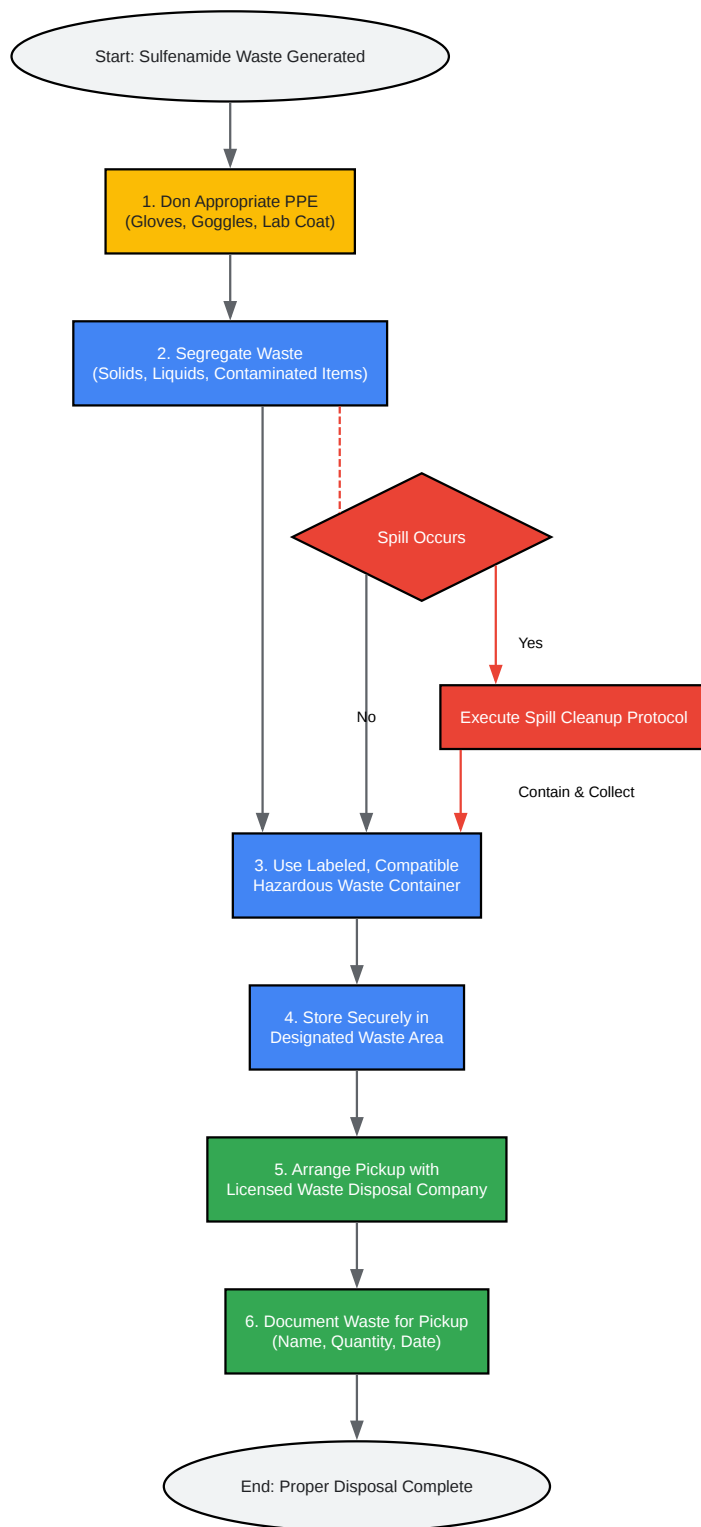 Start: Sulfenamide Waste Generated
1. Don Appropriate PPE
(Gloves, Goggles, Lab Coat)
2. Segregate Waste
(Solids, Liquids, Contaminated Items)
Spill Occurs
Yes
No
Execute Spill Cleanup Protocol
Contain & Collect
3. Use Labeled, Compatible
Hazardous Waste Container
4. Store Securely in
Designated Waste Area
5. Arrange Pickup with
Licensed Waste Disposal Company
6. Document Waste for Pickup
(Name, Quantity, Date)
End: Proper Disposal Complete